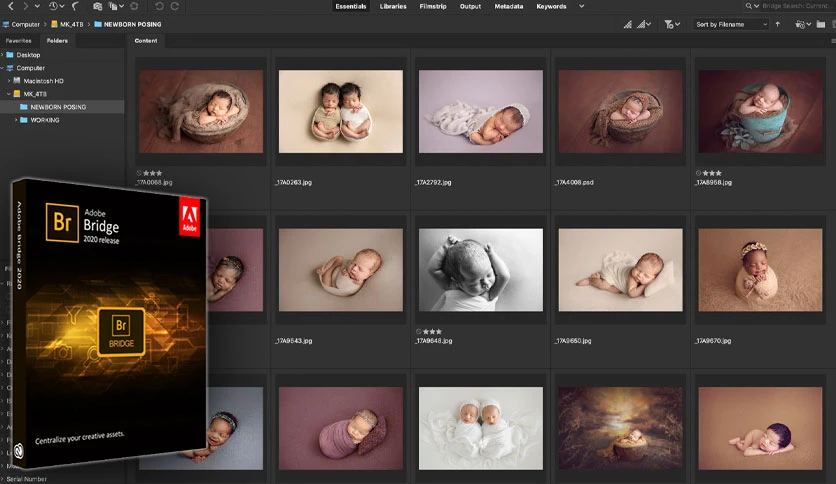 Essentials Libraries Filmstrip Output Metadata Keywords
Bridge Search: Current
Computer > MK_4TB > NEWBORN POSING
Sort by Filename
Favorites Folders Content
Desktop
Computer
Macintosh HD
MK_4TB
NEWBORN POSING
WORKING
_17A0068.jpg _17A0263.jpg _17A2792.jpg _17A4008.psd _17A8958.jpg
Br Adobe
Bridge
2020 release
Adobe
Adobe Bridge 2020
Br
BRIDGE
_17A9643.jpg _17A9648.jpg _17A9660.jpg _17A9670.jpg
Centralize your creative assets.
Serial Number